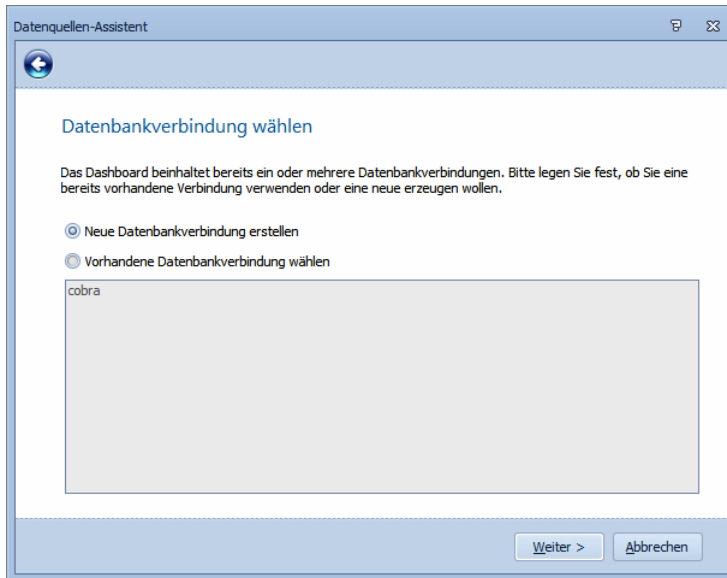 Datenquellen-Assistent
Datenbankverbindung wählen
Das Dashboard beinhaltet bereits ein oder mehrere Datenbankverbindungen. Bitte legen Sie fest, ob Sie eine
bereits vorhandene Verbindung verwenden oder eine neue erzeugen wollen.
Neue Datenbankverbindung erstellen
Vorhandene Datenbankverbindung wählen
cobra
Weiter >
Abbrechen